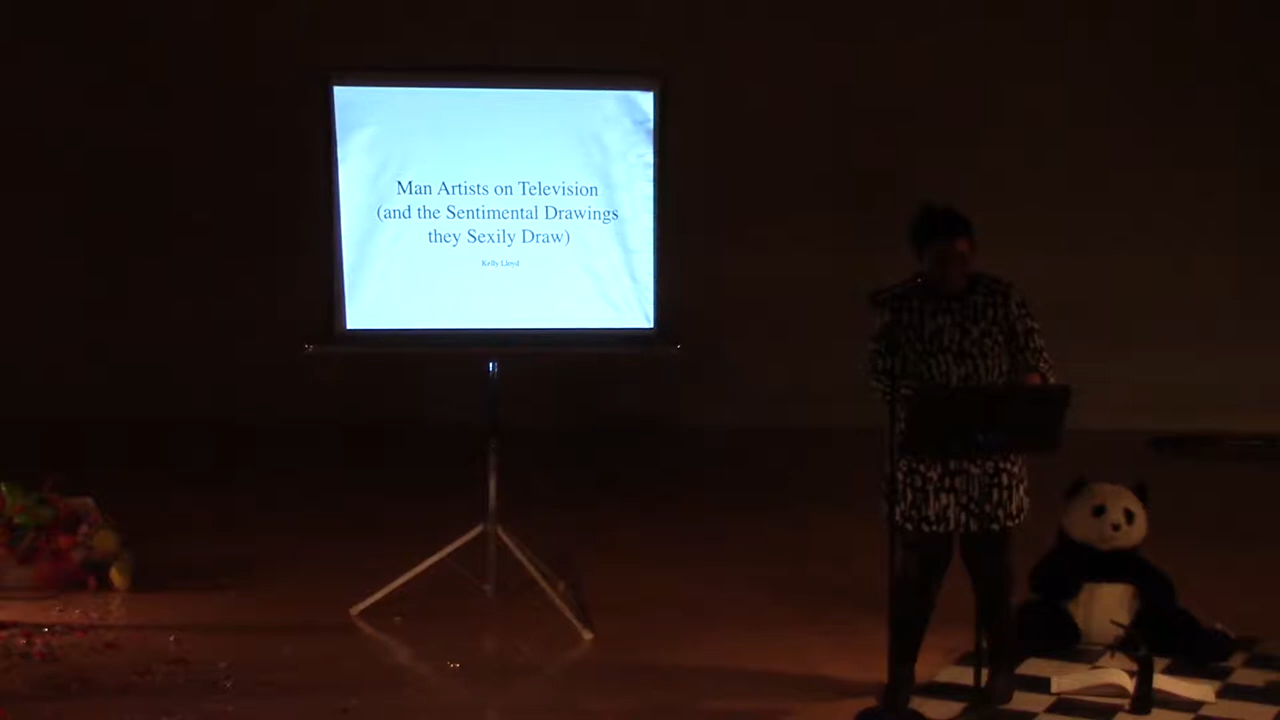 Man Artists on Television
(and the Sentimental Drawings
they Sexily Draw)
Kelly Lloyd